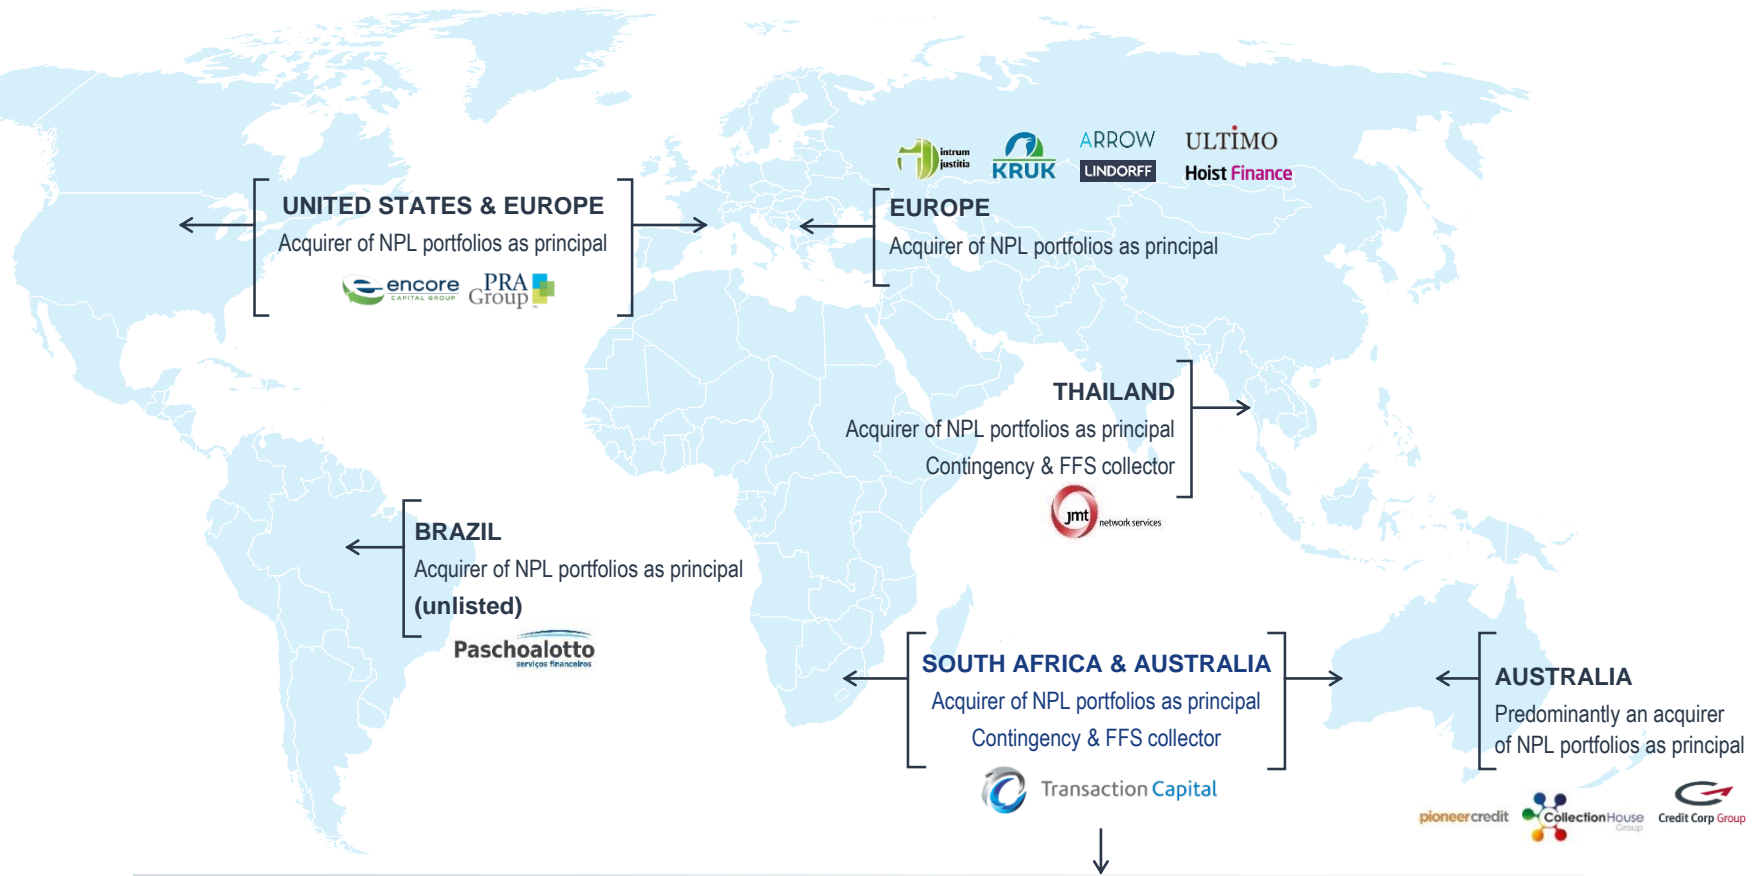 intrum
justitia
KRUK
ARROW
LINDORFF
ULTIMO
Hoist Finance
UNITED STATES & EUROPE
Acquirer of NPL portfolios as principal
encore
CAPITAL GROUP
PRA
Group
EUROPE
Acquirer of NPL portfolios as principal
THAILAND
Acquirer of NPL portfolios as principal
Contingency & FFS collector
jmt
network services
BRAZIL
Acquirer of NPL portfolios as principal
(unlisted)
Paschoalotto
serviços financeiros
SOUTH AFRICA & AUSTRALIA
Acquirer of NPL portfolios as principal
Contingency & FFS collector
Transaction Capital
AUSTRALIA
Predominantly an acquirer
of NPL portfolios as principal
pioneercredit
CollectionHouse
Group
Credit Corp Group